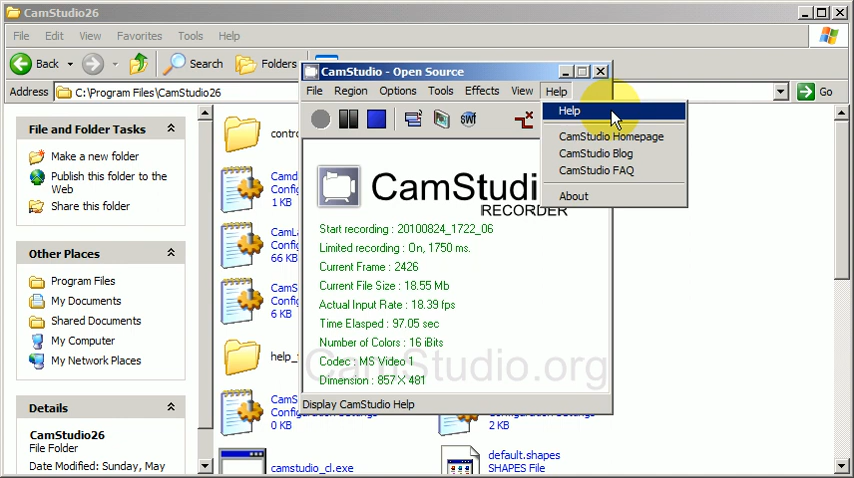 CamStudio26
File Edit View Favorites Tools Help
Back Search Folders
Address C:\Program Files\CamStudio26 Go
File and Folder Tasks
Make a new folder
Publish this folder to the
Web
Share this folder
Other Places
Program Files
My Documents
Shared Documents
My Computer
My Network Places
Details
CamStudio26
File Folder
Date Modified: Sunday, May
1 KB
66 KB
6 KB
0 KB
camstudio_cl.exe
2 KB
default.shapes
SHAPES File
CamStudio - Open Source
File Region Options Tools Effects View Help
swf
CamStudio
RECORDER
Start recording : 20100824_1722_06
Limited recording : On, 1750 ms.
Current Frame : 2426
Current File Size : 18.55 Mb
Actual Input Rate : 18.39 fps
Time Elasped : 97.05 sec
Number of Colors : 16 iBits
Codec : MS Video 1
Dimension : 857 X 481
CamStudio.org
Display CamStudio Help
Help
CamStudio Homepage
CamStudio Blog
CamStudio FAQ
About